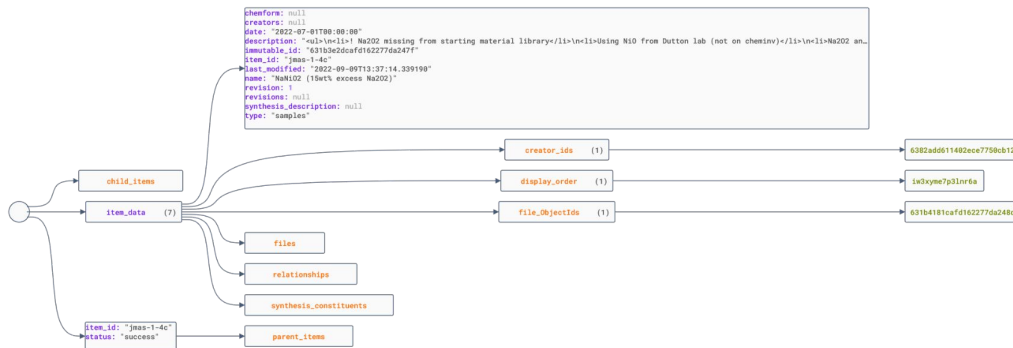 chemform: null
creators: null
date: "2022-07-01T00:00:00"
description: "<ul>\n<li>! Na2O2 missing from starting material library</li>\n<li>Using NiO from Dutton lab (not on cheminv)</li>\n<li>Na2O2 an…
immutable_id: "631b3e2dcafd162277da247f"
item_id: "jmas-1-4c"
last_modified: "2022-09-09T13:37:14.339190"
name: "NaNiO2 (15wt% excess Na2O2)"
revision: 1
revisions: null
synthesis_description: null
type: "samples"
creator_ids (1)
6382add611402ece7750cb12
child_items
display_order (1)
iw3xyme7p3lnr6a
item_data (7)
file_ObjectIds (1)
631b4181cafd162277da248c
files
relationships
synthesis_constituents
item_id: "jmas-1-4c"
status: "success"
parent_items